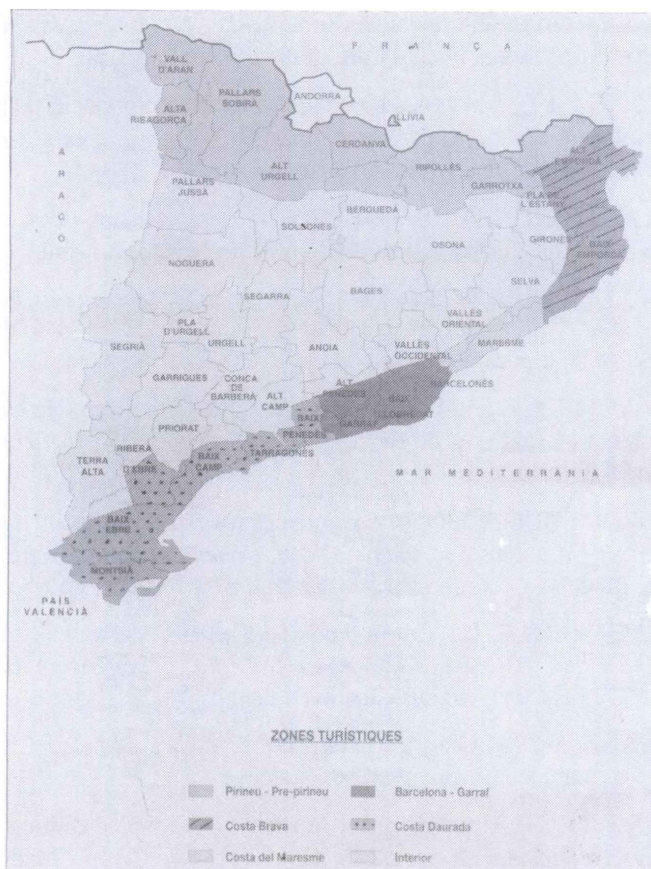 FRANÇA
VALL
D'ARAN
PALLARS
SOBIRÀ
ANDORRA
ALTA
RIBAGORÇA
LLÍVIA
ARAGÓ
CERDANYA
ALT
EMPORDÀ
RIPOLLÈS
ALT
URGELL
GARROTXA
PALLARS
JUSSÀ
PLA DE
L'ESTANY
BERGUEDÀ
SOLSONÈS
OSONA
GIRONÈS
BAIX
EMPORDÀ
NOGUERA
SELVA
SEGARRA
BAGES
VALLÈS
ORIENTAL
PLA
D'URGELL
SEGRIÀ
URGELL
ANOIA
VALLÈS
OCCIDENTAL
MARESME
GARRIGUES
CONCA
DE
BARBERÀ
ALT
PENEDÈS
BARCELONÈS
ALT
CAMP
BAIX
LLOBREGAT
BAIX
PENEDÈS
GARRAF
PRIORAT
RIBERA
D'EBRE
TERRA
ALTA
BAIX
CAMP
TARRAGONÈS
MAR MEDITERRÀNIA
BAIX
EBRE
MONTSIÀ
PAÍS
VALENCIÀ
ZONES TURÍSTIQUES
Pirineu - Pre-pirineu
Barcelona - Garraf
Costa Brava
Costa Daurada
Costa del Maresme
Interior